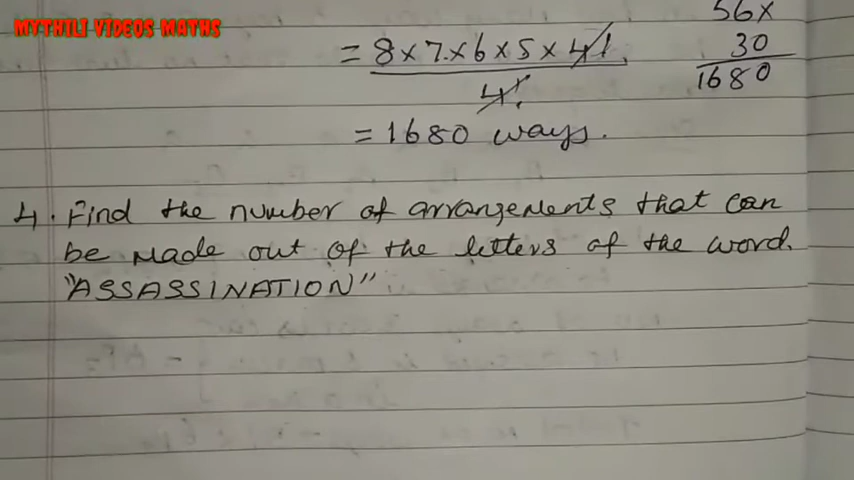 MYTHILI VIDEOS MATHS
56×
30
1680
= 8×7×6×5×4!
4!
= 1680 ways.
4. Find the number of arrangements that can
be made out of the letters of the word.
"ASSASSINATION"